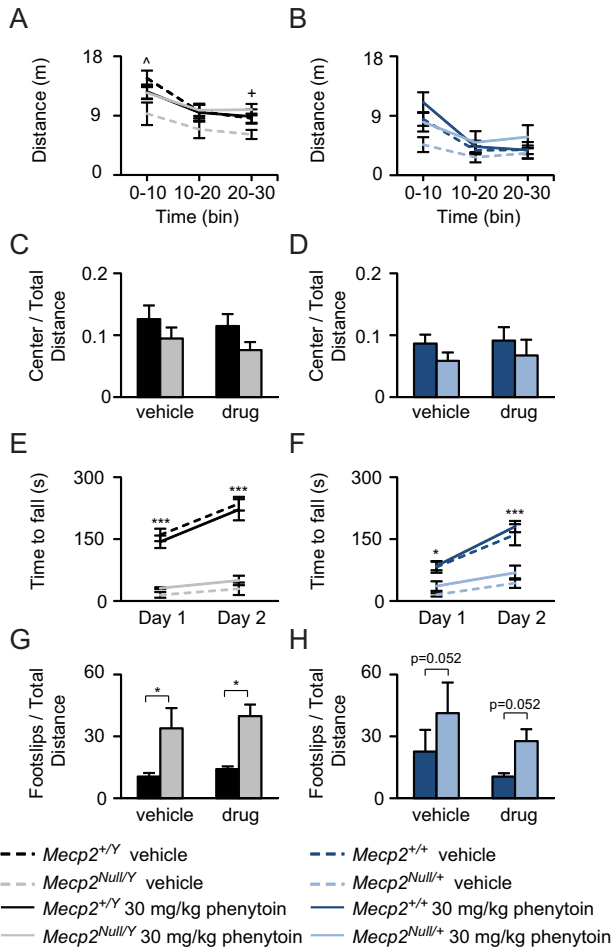 A
B
18
9
0
Distance (m)
^
+
0-10 10-20 20-30
Time (bin)
18
9
0
Distance (m)
0-10 10-20 20-30
Time (bin)
C
D
0.2
0.1
0
Center / Total
Distance
vehicle drug
0.2
0.1
0
Center / Total
Distance
vehicle drug
E
F
300
150
0
Time to fall (s)
***
***
Day 1 Day 2
300
150
0
Time to fall (s)
*
***
Day 1 Day 2
G
H
60
30
0
Footslips / Total
Distance
*
*
vehicle drug
60
30
0
Footslips / Total
Distance
p=0.052
p=0.052
vehicle drug
Mecp2+/Y vehicle
Mecp2Null/Y vehicle
Mecp2+/Y 30 mg/kg phenytoin
Mecp2Null/Y 30 mg/kg phenytoin
Mecp2+/+ vehicle
Mecp2Null/+ vehicle
Mecp2+/+ 30 mg/kg phenytoin
Mecp2Null/+ 30 mg/kg phenytoin